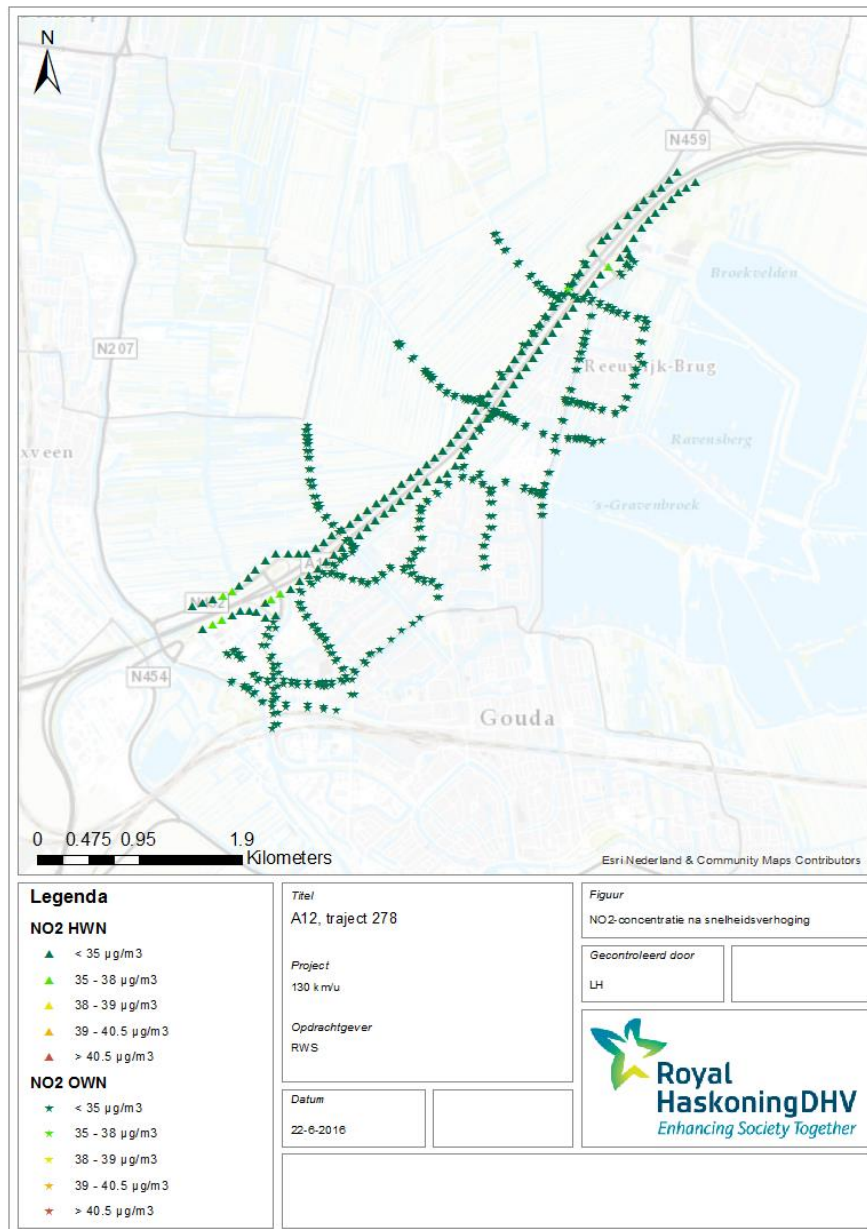 N
N459
Broekvelden
N207
Reeuwijk-Brug
xveen
Ravensberg
's-Gravenbroek
A1
N454
Gouda
0 0.475 0.95 1.9
Kilometers
Esri Nederland & Community Maps Contributors
Legenda
NO2 HWN
< 35 µg/m3
35 - 38 µg/m3
38 - 39 µg/m3
39 - 40.5 µg/m3
> 40.5 µg/m3
NO2 OWN
< 35 µg/m3
35 - 38 µg/m3
38 - 39 µg/m3
39 - 40.5 µg/m3
> 40.5 µg/m3
Titel
A12, traject 278
Project
130 km/u
Opdrachtgever
RWS
Datum
22-6-2016
Figuur
NO2-concentratie na snelheidsverhoging
Gecontroleerd door
LH
Royal
HaskoningDHV
Enhancing Society Together